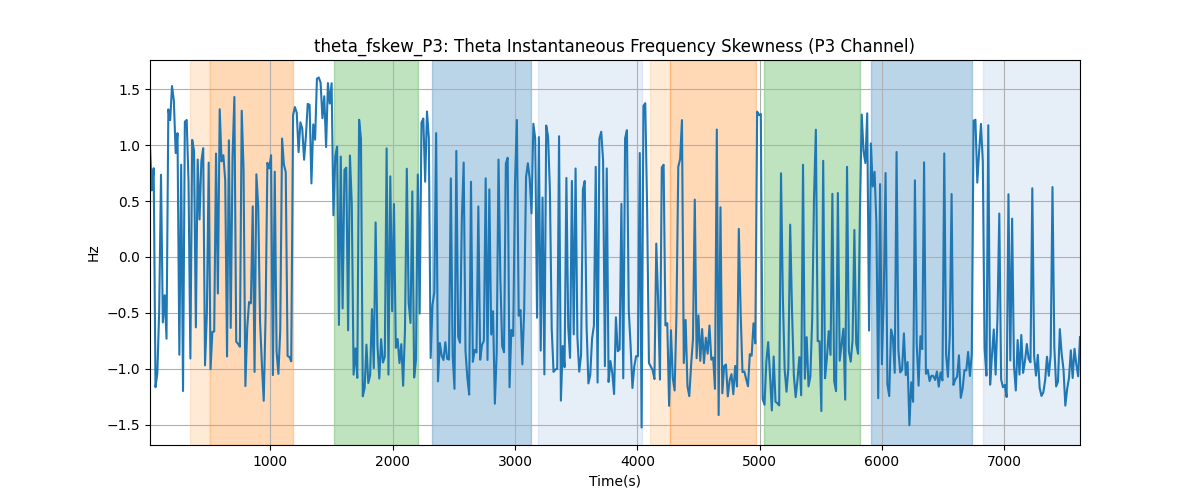 theta_fskew_P3: Theta Instantaneous Frequency Skewness (P3 Channel)
1.5
1.0
0.5
0.0
−0.5
−1.0
−1.5
Hz
1000 2000 3000 4000 5000 6000 7000
Time(s)